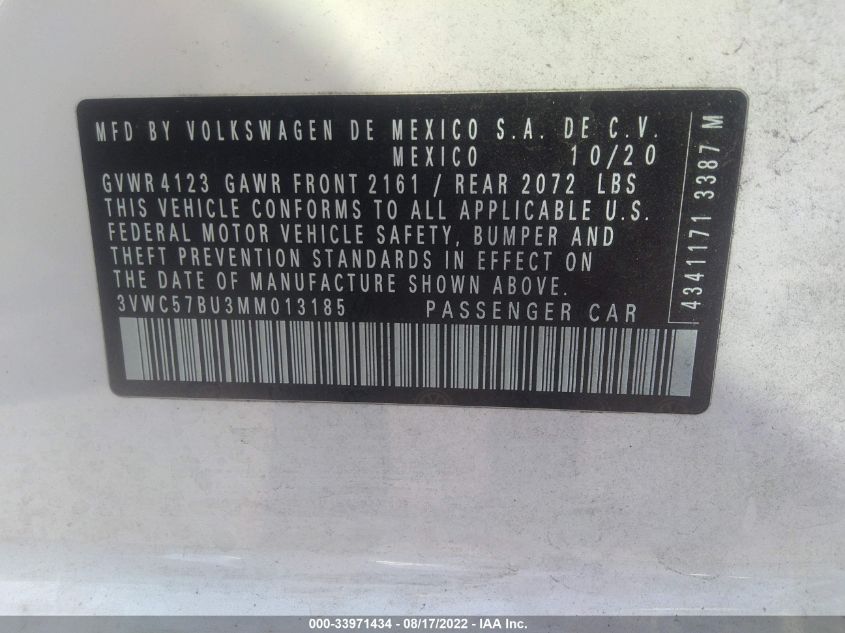 MFD BY VOLKSWAGEN DE MEXICO S.A. DE C.V.
MEXICO 10/20
GVWR 4123 GAWR FRONT 2161 / REAR 2072 LBS
THIS VEHICLE CONFORMS TO ALL APPLICABLE U.S.
FEDERAL MOTOR VEHICLE SAFETY, BUMPER AND
THEFT PREVENTION STANDARDS IN EFFECT ON
THE DATE OF MANUFACTURE SHOWN ABOVE.
3VWC57BU3MM013185 PASSENGER CAR
4341171 3387 M
000-33971434 - 08/17/2022 - IAA Inc.